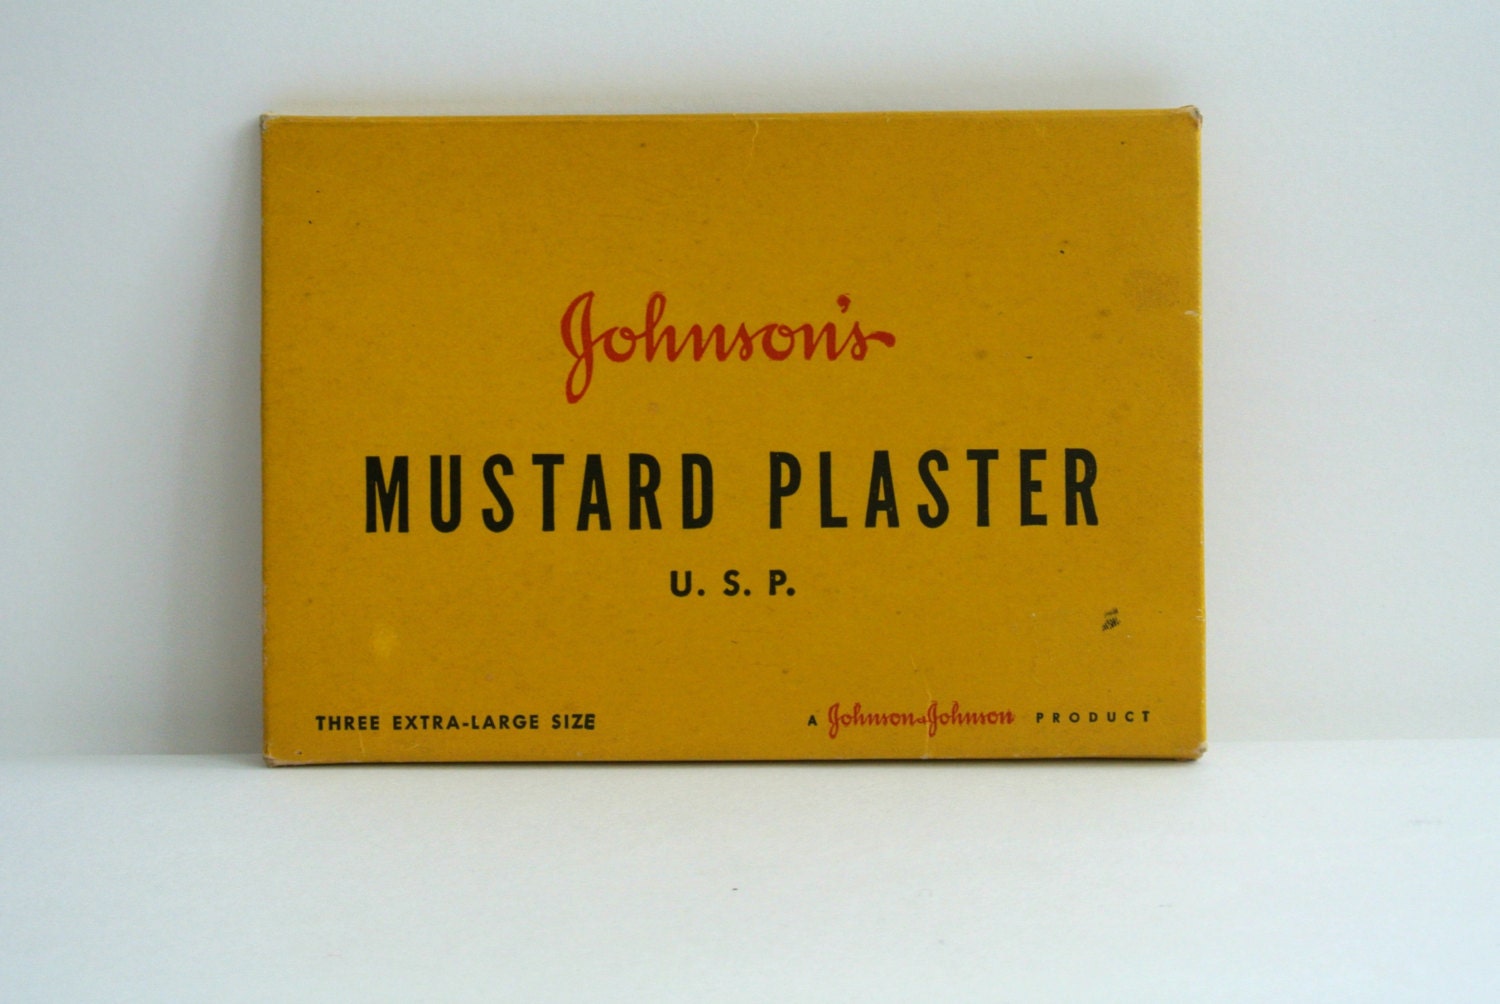 Johnson's
MUSTARD PLASTER
U. S. P.
THREE EXTRA-LARGE SIZE
A Johnson & Johnson PRODUCT